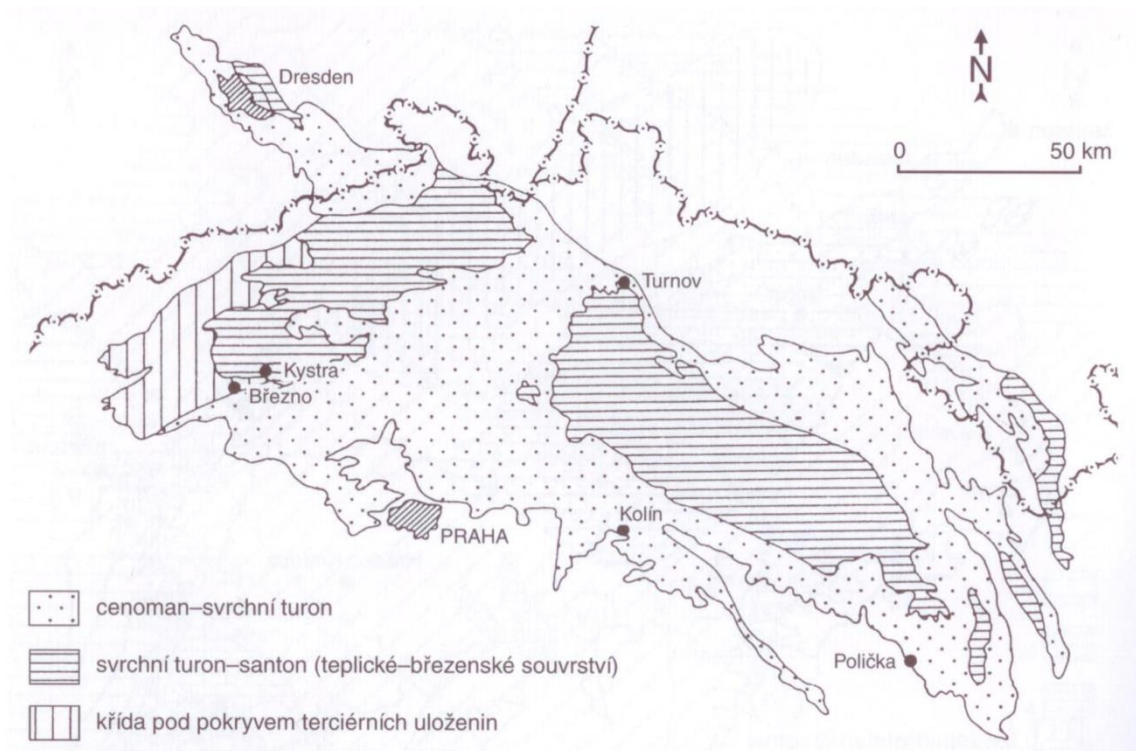 Dresden
N
0 50 km
Turnov
Kystra
Březno
Kolín
PRAHA
Polička
cenoman–svrchní turon
svrchní turon–santon (teplické–březenské souvrství)
křída pod pokryvem terciérních uloženin